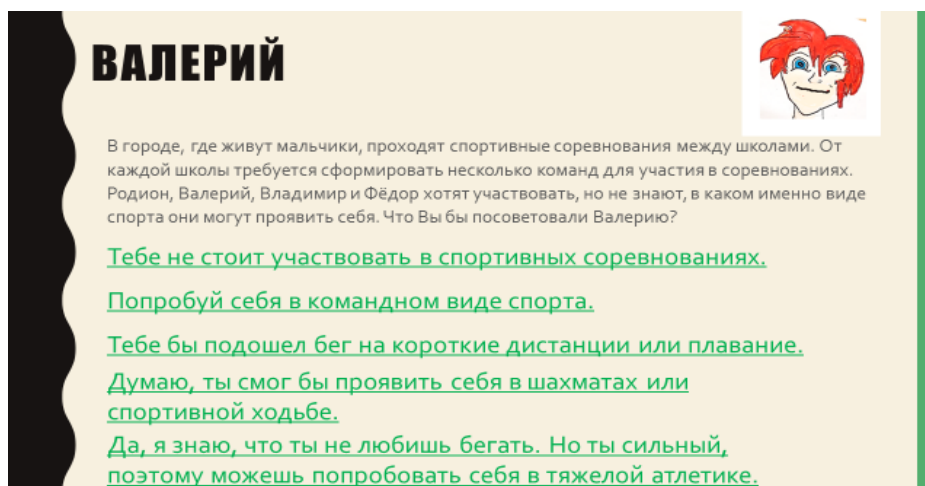 ВАЛЕРИЙ
В городе, где живут мальчики, проходят спортивные соревнования между школами. От
каждой школы требуется сформировать несколько команд для участия в соревнованиях.
Родион, Валерий, Владимир и Фёдор хотят участвовать, но не знают, в каком именно виде
спорта они могут проявить себя. Что Вы бы посоветовали Валерию?
Тебе не стоит участвовать в спортивных соревнованиях.
Попробуй себя в командном виде спорта.
Тебе бы подошел бег на короткие дистанции или плавание.
Думаю, ты смог бы проявить себя в шахматах или
спортивной ходьбе.
Да, я знаю, что ты не любишь бегать. Но ты сильный,
поэтому можешь попробовать себя в тяжелой атлетике.